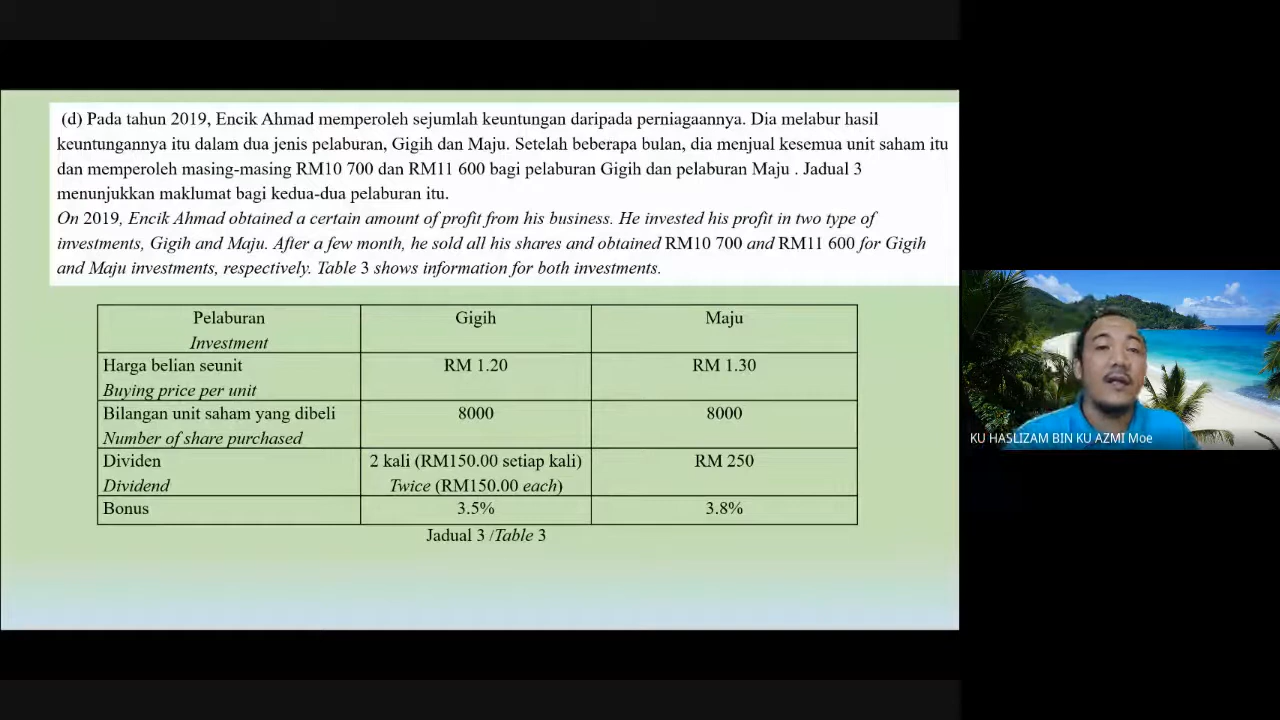 (d) Pada tahun 2019, Encik Ahmad memperoleh sejumlah keuntungan daripada perniagaannya. Dia melabur hasil
keuntungannya itu dalam dua jenis pelaburan, Gigih dan Maju. Setelah beberapa bulan, dia menjual kesemua unit saham itu
dan memperoleh masing-masing RM10 700 dan RM11 600 bagi pelaburan Gigih dan pelaburan Maju . Jadual 3
menunjukkan maklumat bagi kedua-dua pelaburan itu.
On 2019, Encik Ahmad obtained a certain amount of profit from his business. He invested his profit in two type of
investments, Gigih and Maju. After a few month, he sold all his shares and obtained RM10 700 and RM11 600 for Gigih
and Maju investments, respectively. Table 3 shows information for both investments.
Pelaburan Gigih Maju
Investment
Harga belian seunit RM 1.20 RM 1.30
Buying price per unit
Bilangan unit saham yang dibeli 8000 8000
Number of share purchased
Dividen 2 kali (RM150.00 setiap kali) RM 250
Dividend Twice (RM150.00 each)
Bonus 3.5% 3.8%
Jadual 3 /Table 3
KU HASLIZAM BIN KU AZMI Moe